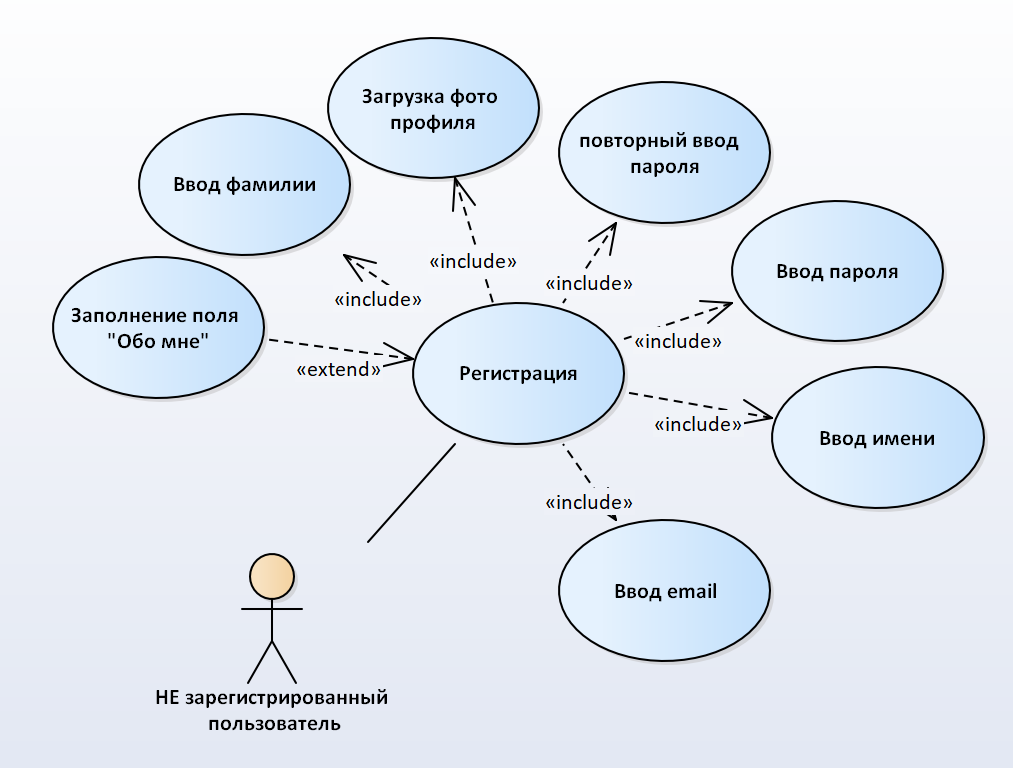 Загрузка фото
профиля
повторный ввод
пароля
Ввод фамилии
Ввод пароля
«include»
«include»
«include»
Заполнение поля
"Обо мне"
«include»
«extend»
Регистрация
«include»
Ввод имени
«include»
Ввод email
НЕ зарегистрированный
пользователь